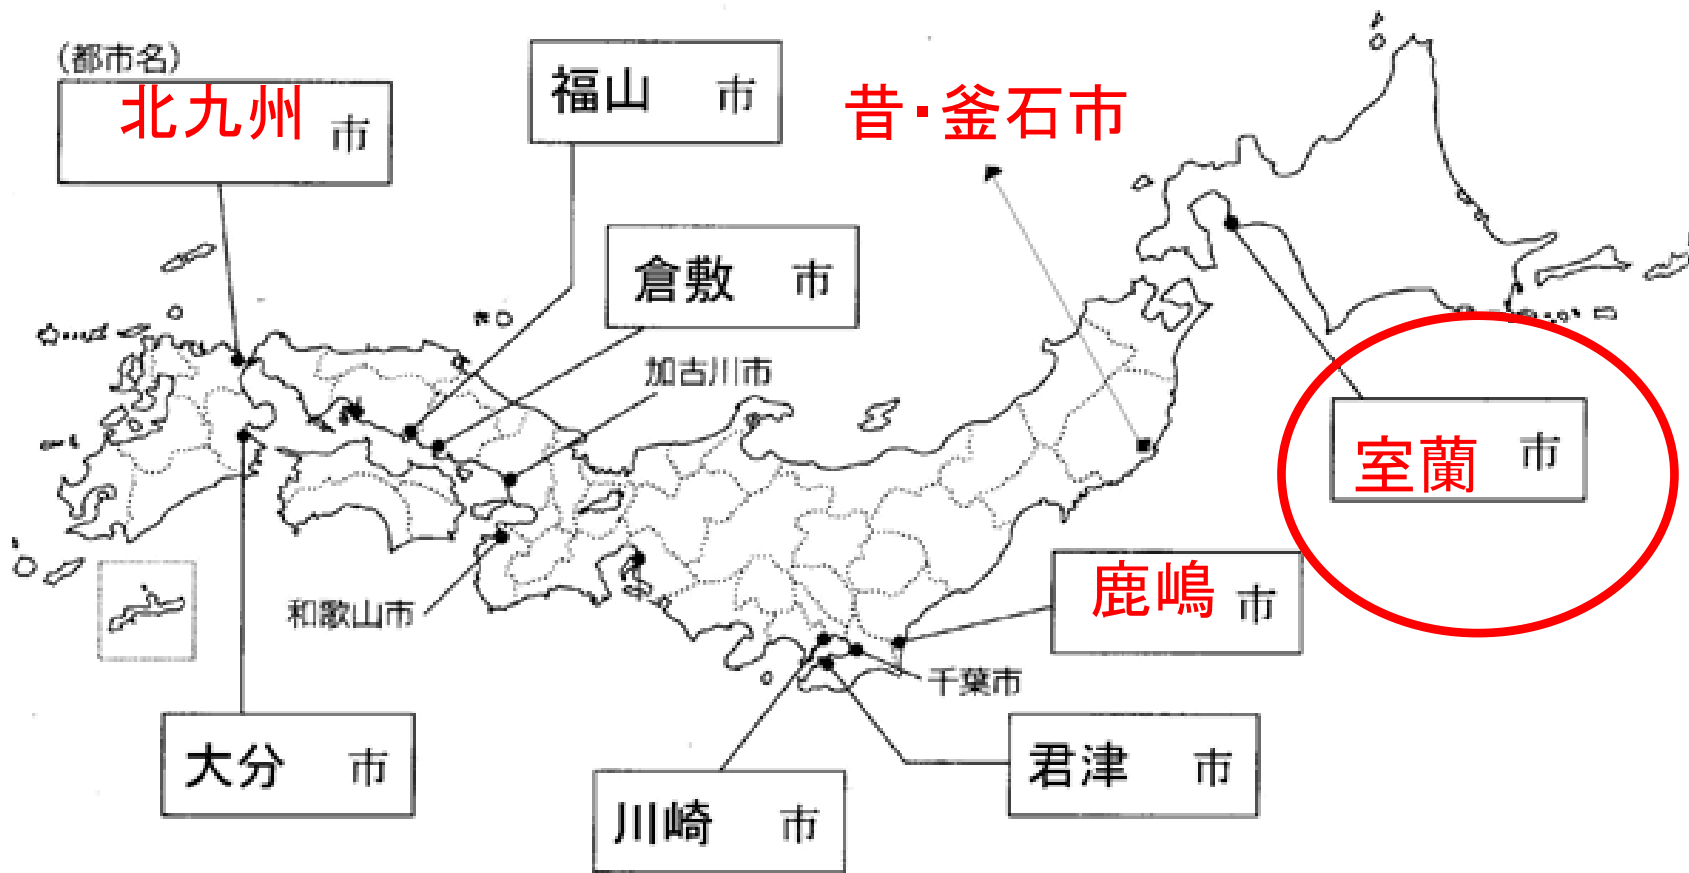 (都市名)
北九州 市
福山 市
昔・釜石市
倉敷 市
加古川市
室蘭 市
和歌山市
鹿嶋 市
千葉市
大分 市
川崎 市
君津 市